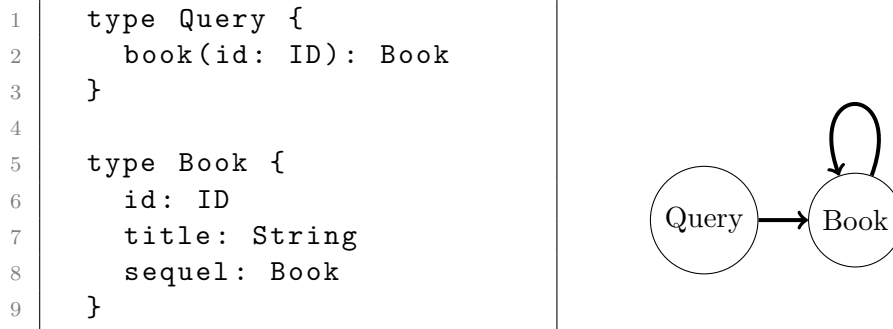 1 type Query {
2 book(id: ID): Book
3 }
4
5 type Book {
6 id: ID
7 title: String
8 sequel: Book
9 }
Query
Book